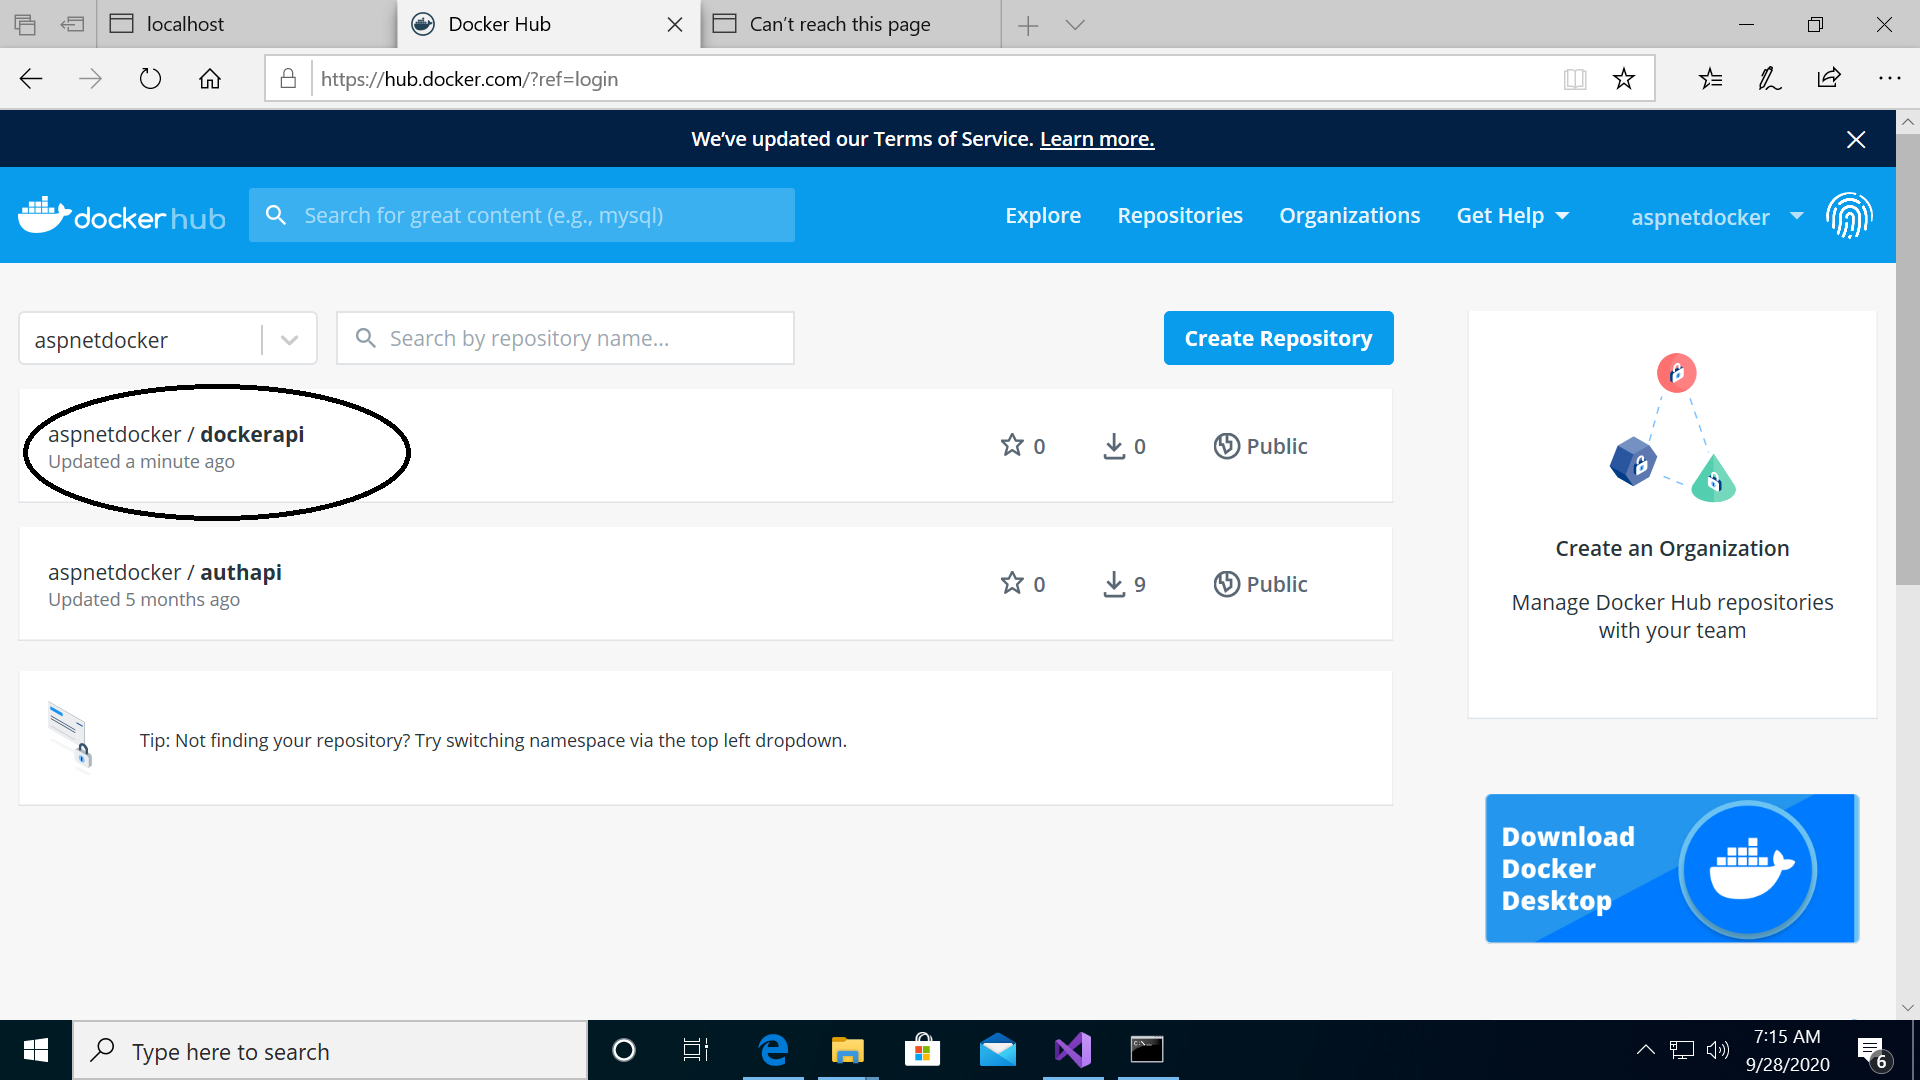 localhost
Docker Hub
Can't reach this page
https://hub.docker.com/?ref=login
We've updated our Terms of Service. Learn more.
docker hub
Search for great content (e.g., mysql)
Explore
Repositories
Organizations
Get Help
aspnetdocker
aspnetdocker
Search by repository name...
Create Repository
aspnetdocker / dockerapi
Updated a minute ago
0
0
Public
aspnetdocker / authapi
Updated 5 months ago
0
9
Public
Tip: Not finding your repository? Try switching namespace via the top left dropdown.
Create an Organization
Manage Docker Hub repositories
with your team
Download
Docker
Desktop
Type here to search
7:15 AM
9/28/2020
6